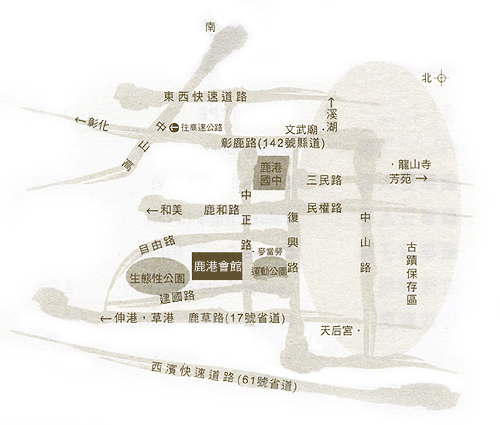 南
北
東西快速道路
←彰化
中山高
←往高速公路
文武廟·
↑溪湖
彰鹿路(142號縣道)
鹿港國中
三民路
·龍山寺
芳苑→
←和美
鹿和路
中正路
復興路
民權路
中山路
古蹟保存區
自由路
鹿港會館
·麥當勞
運動公園
生態性公園
建國路
←伸港，草港
鹿草路(17號省道)
天后宮·
西濱快速道路(61號省道)